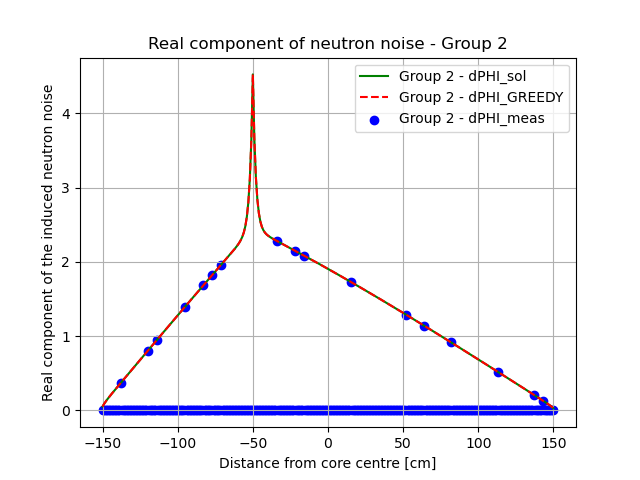 Real component of neutron noise - Group 2
Group 2 - dPHI_sol
Group 2 - dPHI_GREEDY
Group 2 - dPHI_meas
Real component of the induced neutron noise
4
3
2
1
0
−150 −100 −50 0 50 100 150
Distance from core centre [cm]